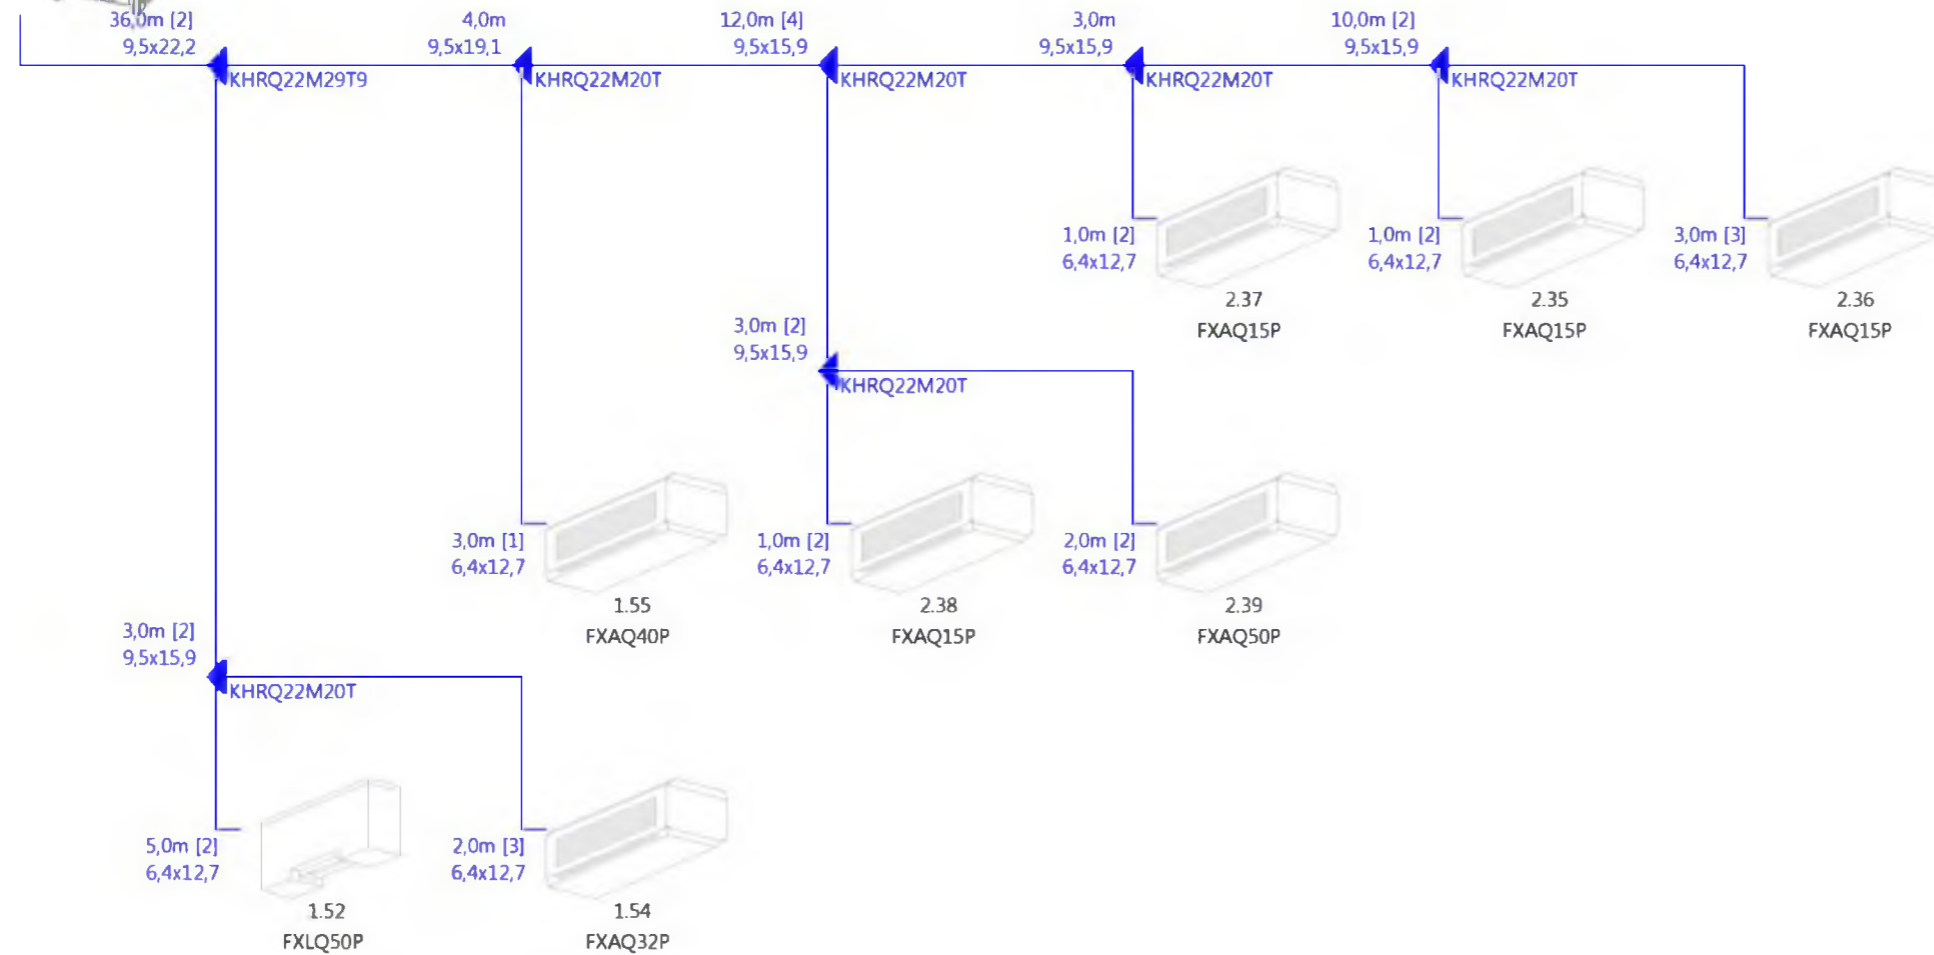 36,0m [2]
9,5x22,2
KHRQ22M29T9
4,0m
9,5x19,1
KHRQ22M20T
12,0m [4]
9,5x15,9
KHRQ22M20T
3,0m
9,5x15,9
KHRQ22M20T
10,0m [2]
9,5x15,9
KHRQ22M20T
1,0m [2]
6,4x12,7
2.37
FXAQ15P
1,0m [2]
6,4x12,7
2.35
FXAQ15P
3,0m [3]
6,4x12,7
2.36
FXAQ15P
3,0m [2]
9,5x15,9
KHRQ22M20T
3,0m [1]
6,4x12,7
1.55
FXAQ40P
1,0m [2]
6,4x12,7
2.38
FXAQ15P
2,0m [2]
6,4x12,7
2.39
FXAQ50P
3,0m [2]
9,5x15,9
KHRQ22M20T
5,0m [2]
6,4x12,7
1.52
FXLQ50P
2,0m [3]
6,4x12,7
1.54
FXAQ32P